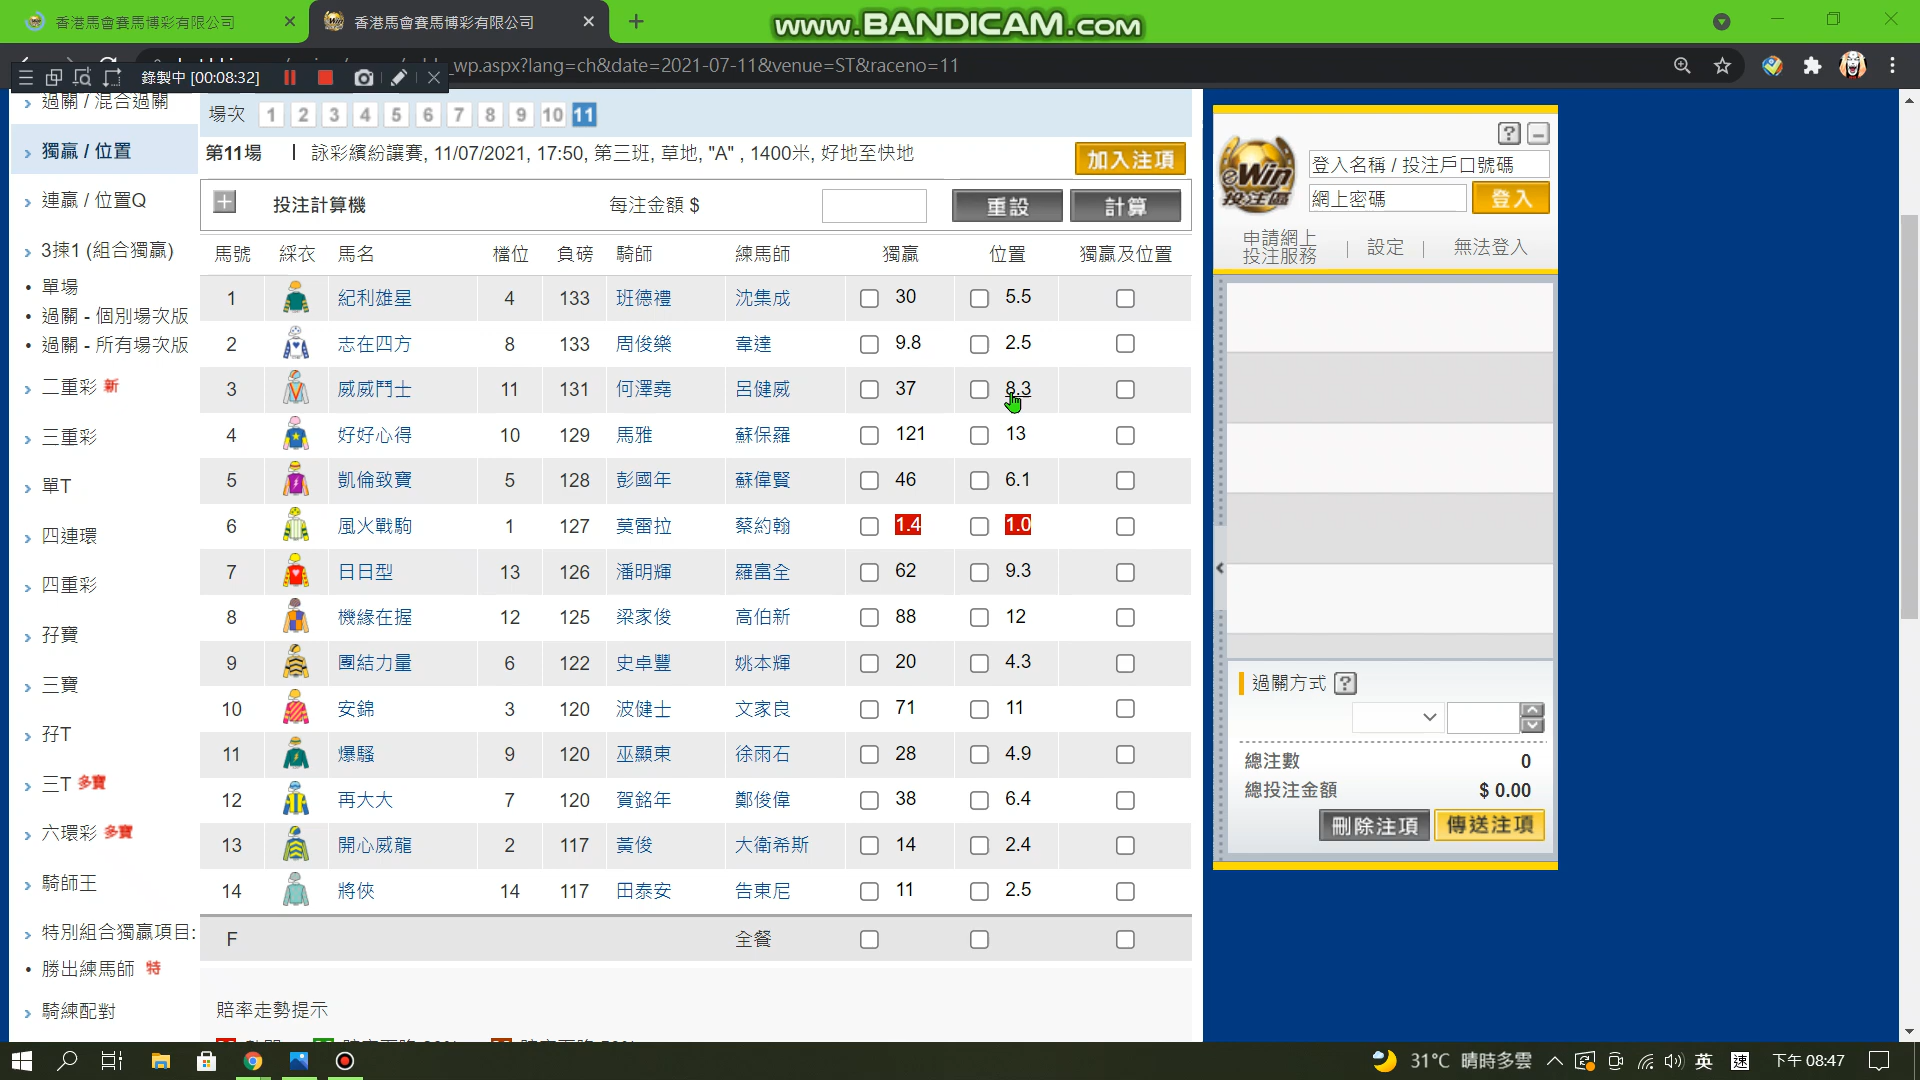 香港馬會賽馬博彩有限公司
香港馬會賽馬博彩有限公司
www.BANDICAM.com
錄製中 [00:08:32]
_wp.aspx?lang=ch&date=2021-07-11&venue=ST&raceno=11
過關 / 混合過關
獨贏 / 位置
連贏 / 位置Q
3揀1 (組合獨贏)
單場
過關 - 個別場次版
過關 - 所有場次版
二重彩 新
三重彩
單T
四連環
四重彩
孖寶
三寶
孖T
三T 多寶
六環彩 多寶
騎師王
特別組合獨贏項目:
勝出練馬師 特
騎練配對
場次 1 2 3 4 5 6 7 8 9 10 11
第11場 | 詠彩繽紛讓賽, 11/07/2021, 17:50, 第三班, 草地, "A" , 1400米, 好地至快地
加入注項
投注計算機 每注金額 $ 重設 計算
馬號 綵衣 馬名 檔位 負磅 騎師 練馬師 獨贏 位置 獨贏及位置
1 紀利雄星 4 133 班德禮 沈集成 30 5.5
2 志在四方 8 133 周俊樂 韋達 9.8 2.5
3 威威鬥士 11 131 何澤堯 呂健威 37 8.3
4 好好心得 10 129 馬雅 蘇保羅 121 13
5 凱倫致寶 5 128 彭國年 蘇偉賢 46 6.1
6 風火戰駒 1 127 莫雷拉 蔡約翰 1.4 1.0
7 日日型 13 126 潘明輝 羅富全 62 9.3
8 機緣在握 12 125 梁家俊 高伯新 88 12
9 團結力量 6 122 史卓豐 姚本輝 20 4.3
10 安錦 3 120 波健士 文家良 71 11
11 爆騷 9 120 巫顯東 徐雨石 28 4.9
12 再大大 7 120 賀銘年 鄭俊偉 38 6.4
13 開心威龍 2 117 黃俊 大衛希斯 14 2.4
14 將俠 14 117 田泰安 告東尼 11 2.5
F 全餐
賠率走勢提示
eWin
投注區
登入名稱 / 投注戶口號碼
網上密碼 登入
申請網上
投注服務 | 設定 | 無法登入
過關方式 ?
總注數 0
總投注金額 $ 0.00
刪除注項 傳送注項
31°C 晴時多雲 英 速 下午 08:47